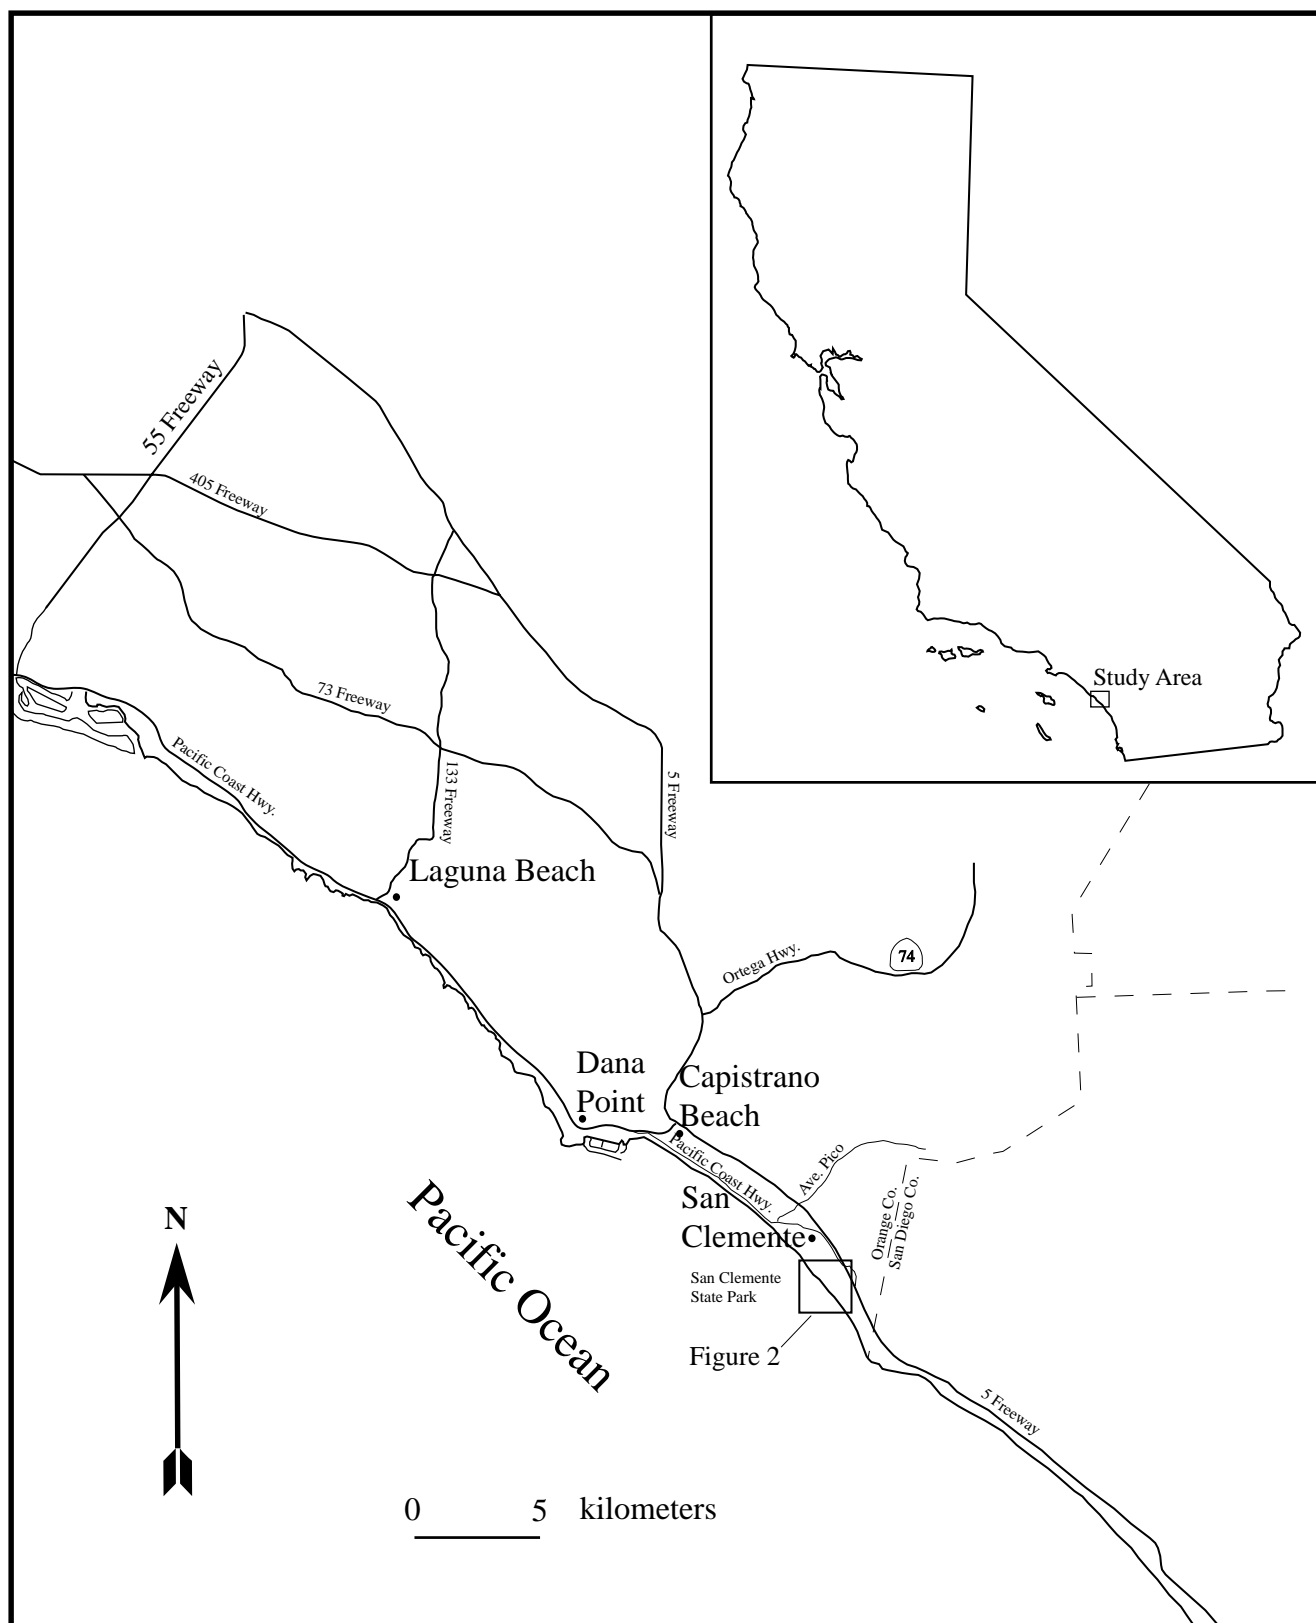 55 Freeway
405 Freeway
Study Area
73 Freeway
Pacific Coast Hwy.
133 Freeway
5 Freeway
Laguna Beach
Ortega Hwy.
74
Dana
Point
Capistrano
Beach
Pacific Coast Hwy.
Ave. Pico
San
Clemente
Orange Co.
San Diego Co.
San Clemente
State Park
Figure 2
Pacific Ocean
N
5 Freeway
0 5 kilometers